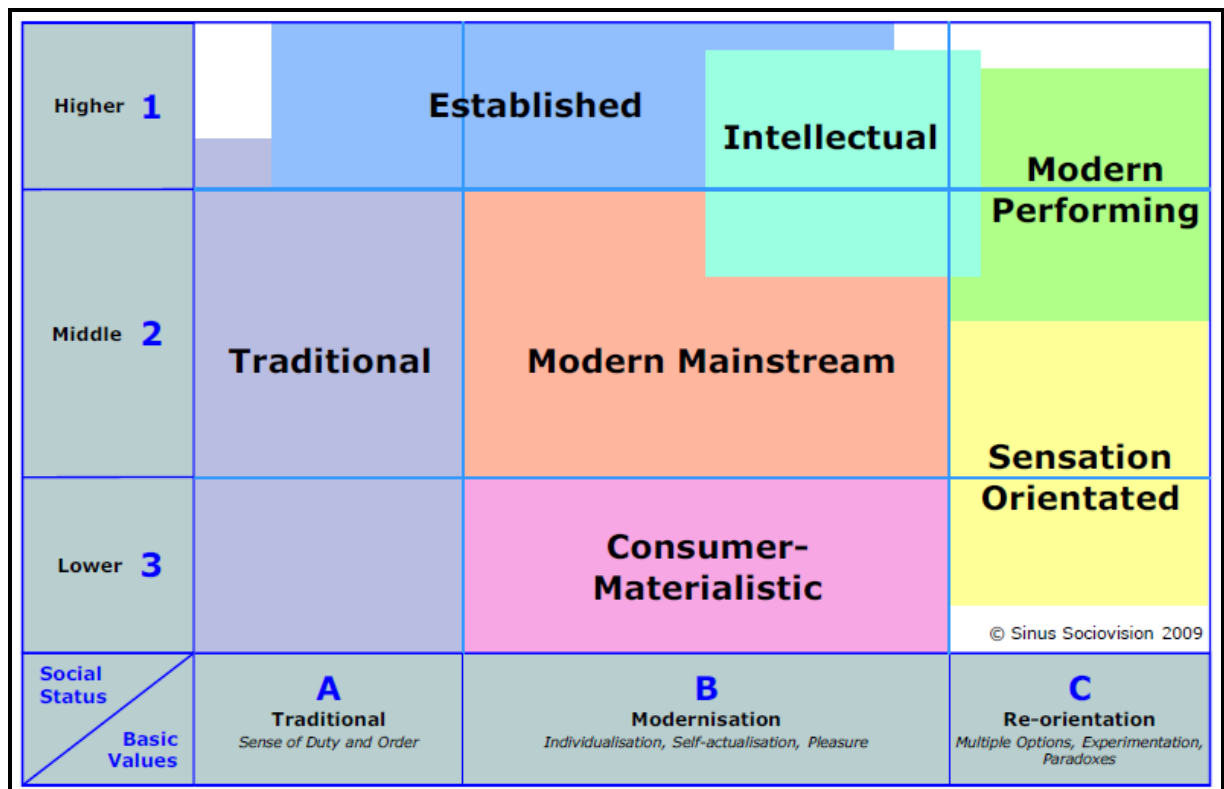 Higher 1
Established
Intellectual
Modern
Performing
Middle 2
Traditional
Modern Mainstream
Sensation
Orientated
Lower 3
Consumer-
Materialistic
© Sinus Sociovision 2009
Social
Status
Basic
Values
A
Traditional
Sense of Duty and Order
B
Modernisation
Individualisation, Self-actualisation, Pleasure
C
Re-orientation
Multiple Options, Experimentation,
Paradoxes